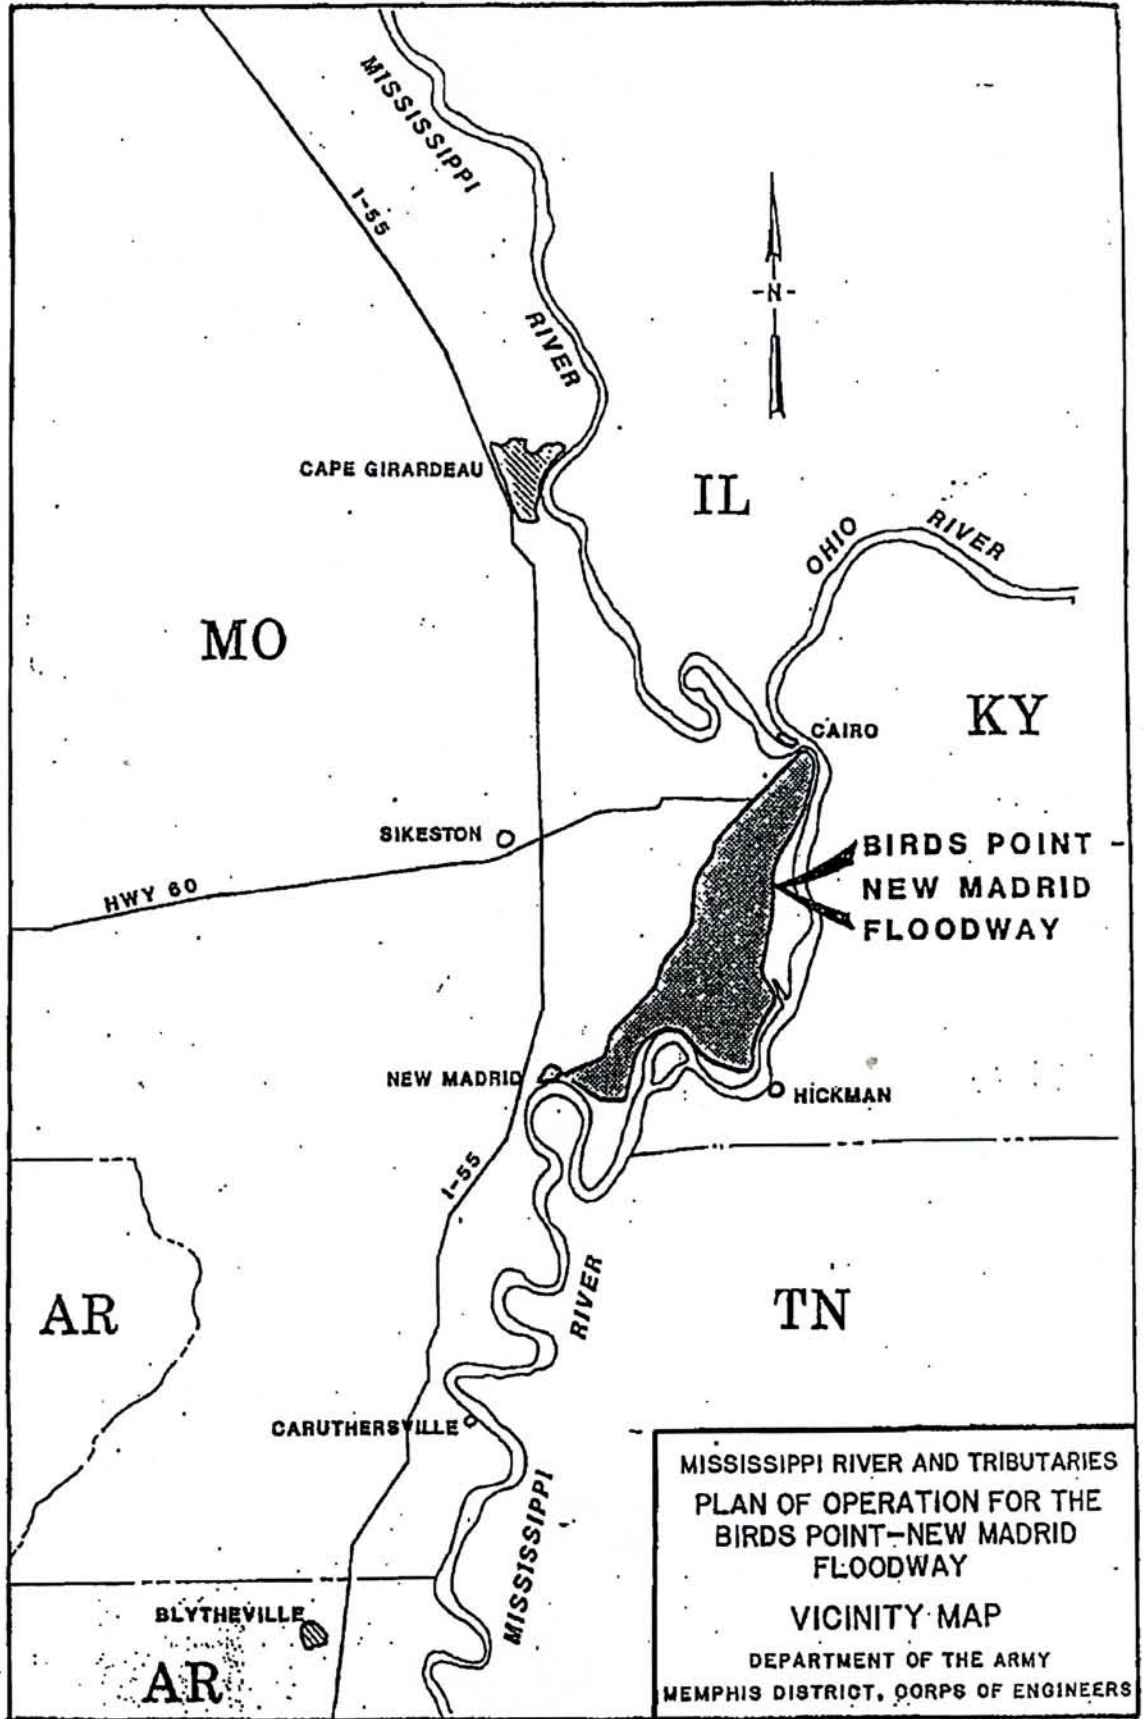 MISSISSIPPI
I-55
RIVER
-N-
CAPE GIRARDEAU
IL
OHIO
RIVER
MO
KY
CAIRO
SIKESTON
BIRDS POINT -
NEW MADRID
FLOODWAY
HWY 60
NEW MADRID
HICKMAN
I-55
RIVER
AR
TN
CARUTHERSVILLE
MISSISSIPPI
BLYTHEVILLE
AR
MISSISSIPPI RIVER AND TRIBUTARIES
PLAN OF OPERATION FOR THE
BIRDS POINT-NEW MADRID
FLOODWAY
VICINITY MAP
DEPARTMENT OF THE ARMY
MEMPHIS DISTRICT, CORPS OF ENGINEERS